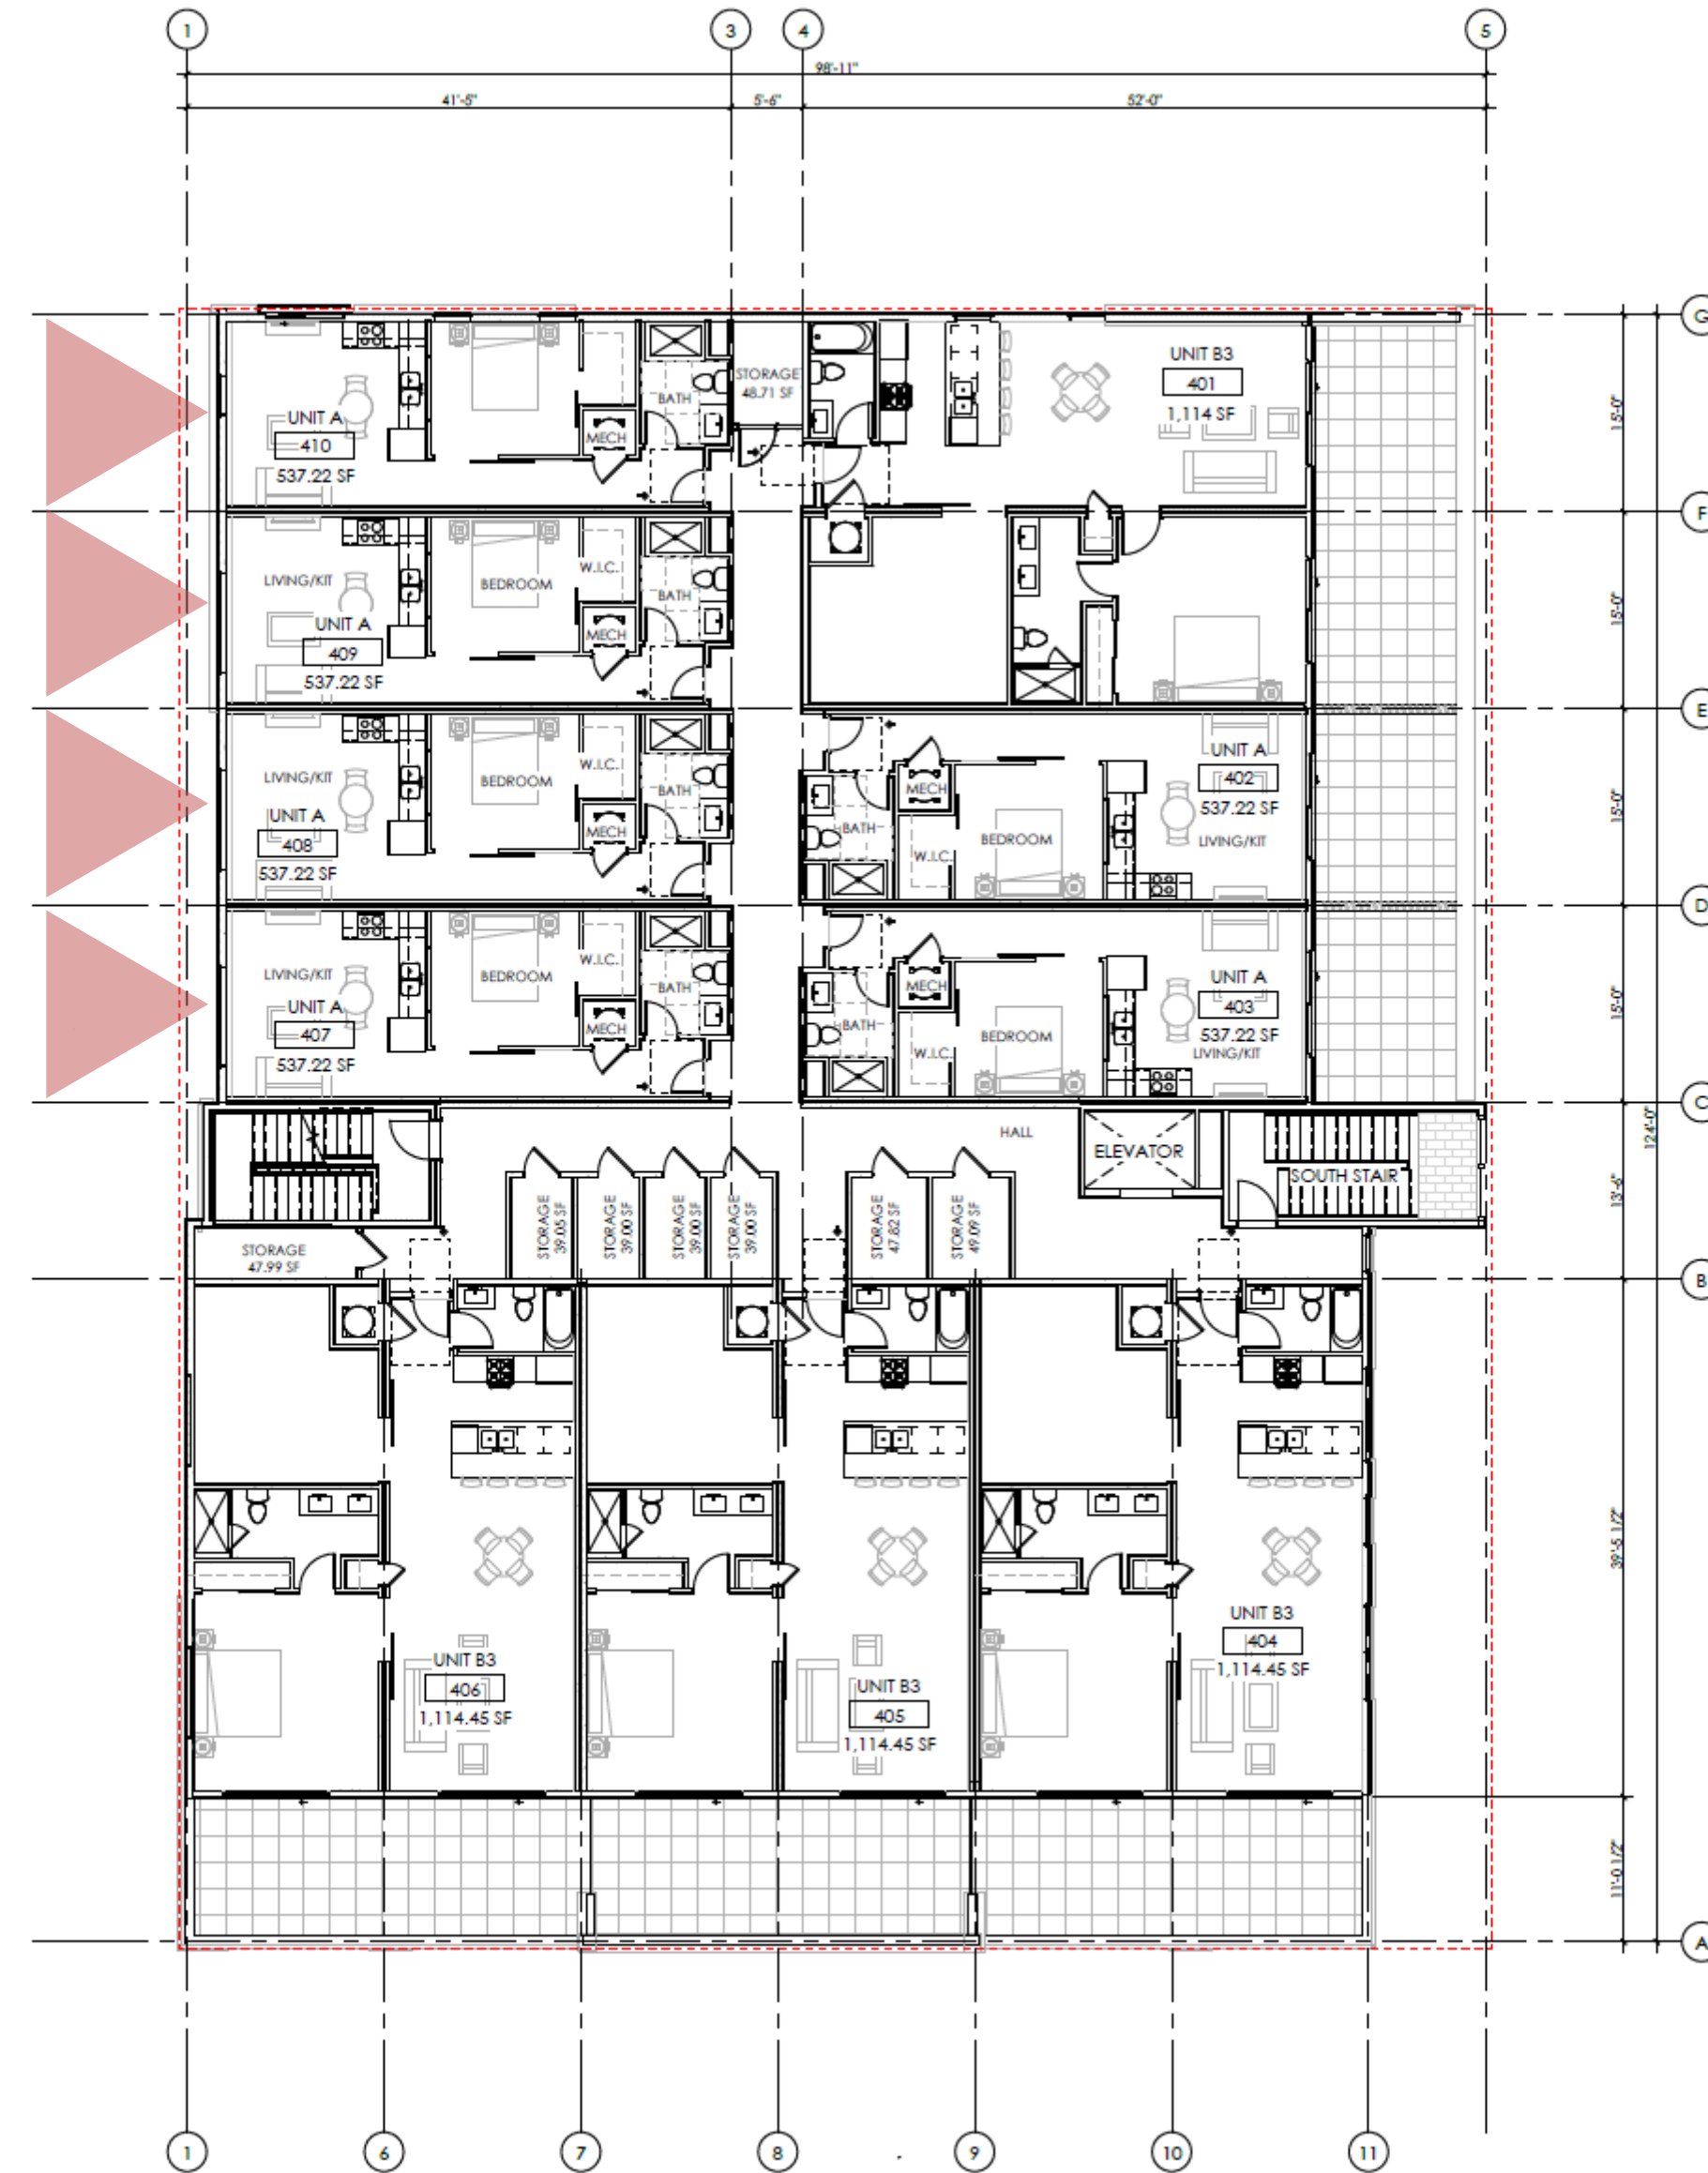 1
3
4
5
98'-11"
41'-5"
5'-6"
52'-0"
G
UNIT B3
401
1,114 SF
STORAGE
48.71 SF
BATH
MECH
UNIT A
410
537.22 SF
15'-0"
F
LIVING/KIT
UNIT A
409
537.22 SF
BEDROOM
W.I.C.
BATH
MECH
15'-0"
E
LIVING/KIT
UNIT A
408
537.22 SF
BEDROOM
W.I.C.
BATH
MECH
UNIT A
402
537.22 SF
LIVING/KIT
MECH
BATH
BEDROOM
W.I.C.
15'-0"
D
LIVING/KIT
UNIT A
407
537.22 SF
BEDROOM
W.I.C.
BATH
MECH
UNIT A
403
537.22 SF
LIVING/KIT
MECH
BATH
BEDROOM
W.I.C.
15'-0"
C
124'-0"
HALL
ELEVATOR
SOUTH STAIR
13'-6"
STORAGE
39.05 SF
STORAGE
39.00 SF
STORAGE
39.00 SF
STORAGE
39.00 SF
STORAGE
47.82 SF
STORAGE
49.09 SF
STORAGE
47.99 SF
B
39'-5 1/2"
UNIT B3
404
1,114.45 SF
UNIT B3
406
1,114.45 SF
UNIT B3
405
1,114.45 SF
11'-0 1/2"
A
1
6
7
8
9
10
11